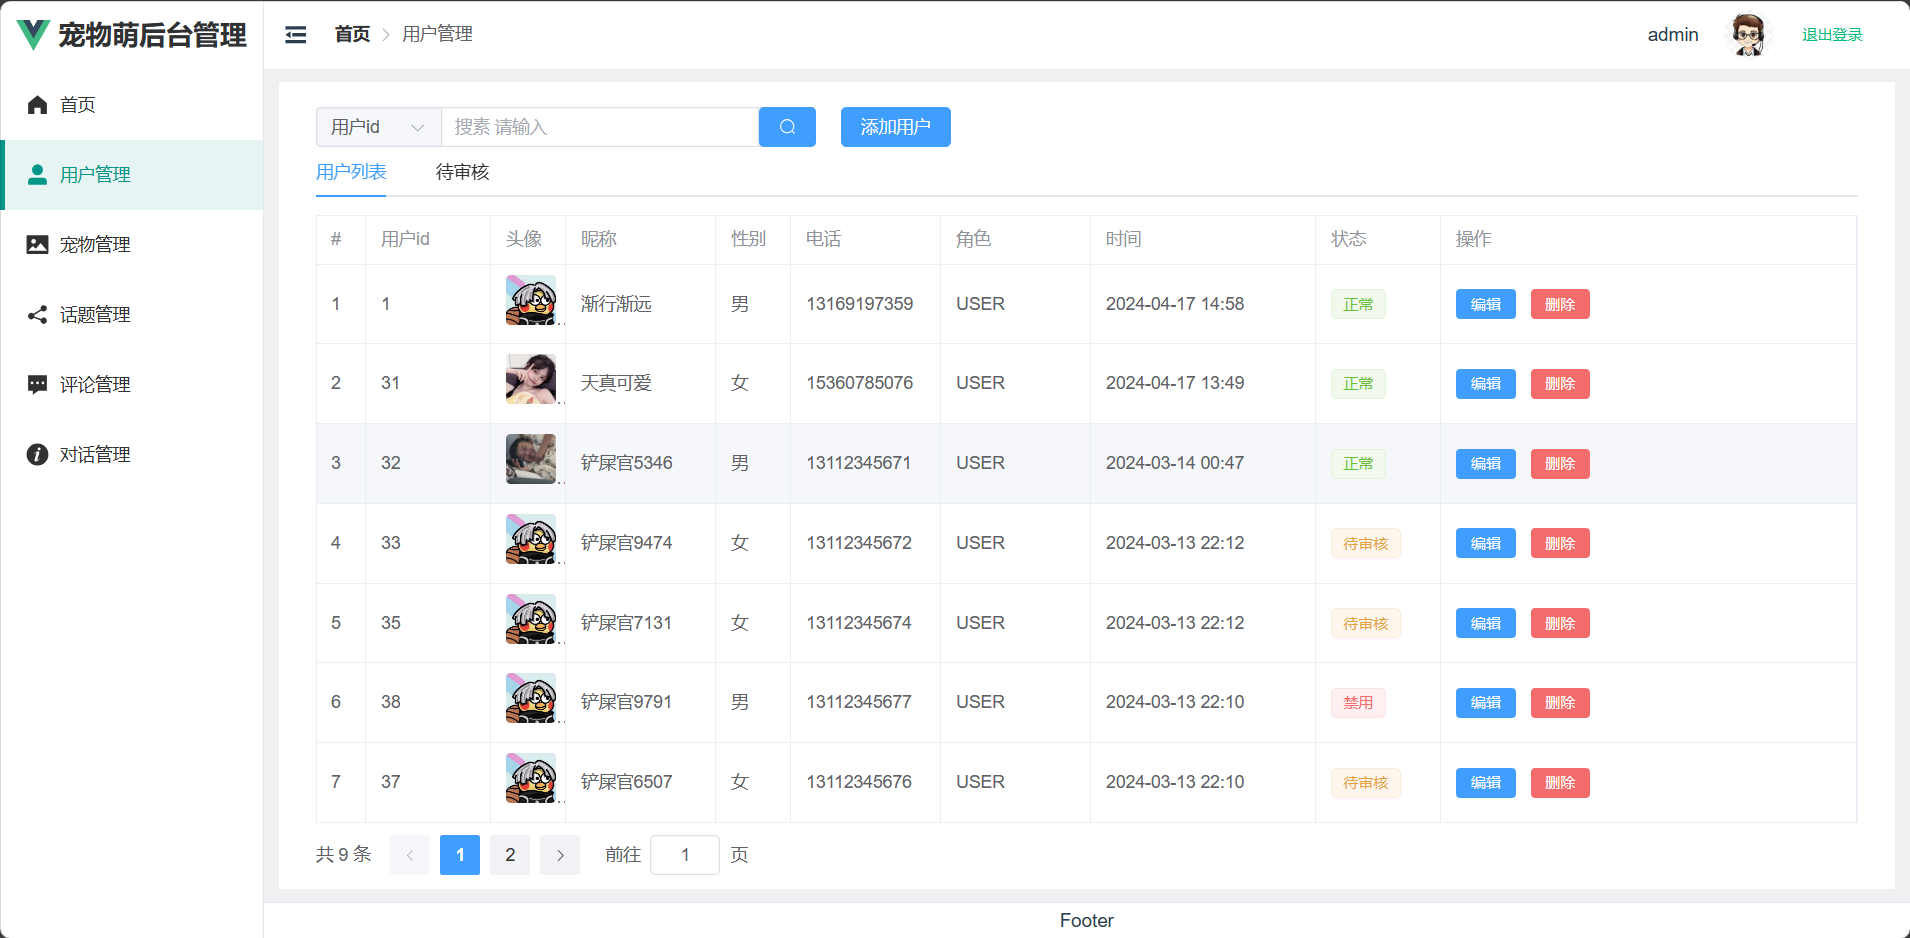 宠物萌后台管理
首页 用户管理
admin 退出登录
首页
用户管理
宠物管理
话题管理
评论管理
对话管理
用户id 搜素 请输入 添加用户
用户列表 待审核
# 用户id 头像 昵称 性别 电话 角色 时间 状态 操作
1 1 渐行渐远 男 13169197359 USER 2024-04-17 14:58 正常 编辑 删除
2 31 天真可爱 女 15360785076 USER 2024-04-17 13:49 正常 编辑 删除
3 32 铲屎官5346 男 13112345671 USER 2024-03-14 00:47 正常 编辑 删除
4 33 铲屎官9474 女 13112345672 USER 2024-03-13 22:12 待审核 编辑 删除
5 35 铲屎官7131 女 13112345674 USER 2024-03-13 22:12 待审核 编辑 删除
6 38 铲屎官9791 男 13112345677 USER 2024-03-13 22:10 禁用 编辑 删除
7 37 铲屎官6507 女 13112345676 USER 2024-03-13 22:10 待审核 编辑 删除
共 9 条 1 2 前往 1 页
Footer